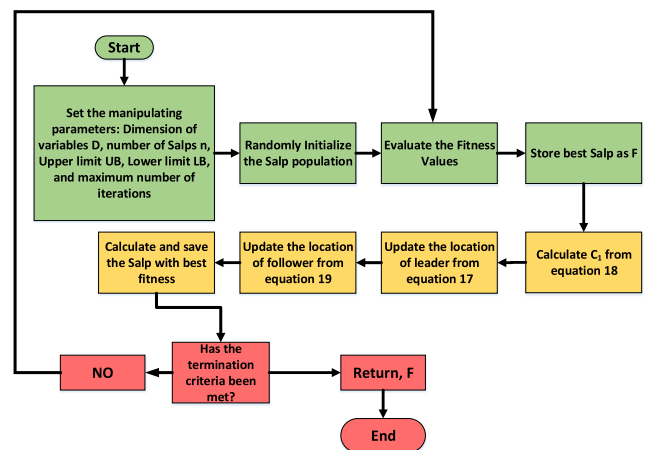 Start
Set the manipulating
parameters: Dimension of
variables D, number of Salps n,
Upper limit UB, Lower limit LB,
and maximum number of
iterations
Randomly Initialize
the Salp population
Evaluate the Fitness
Values
Store best Salp as F
Calculate C₁ from
equation 18
Update the location
of leader from
equation 17
Update the location
of follower from
equation 19
Calculate and save
the Salp with best
fitness
Has the
termination
criteria been
met?
NO
Return, F
End